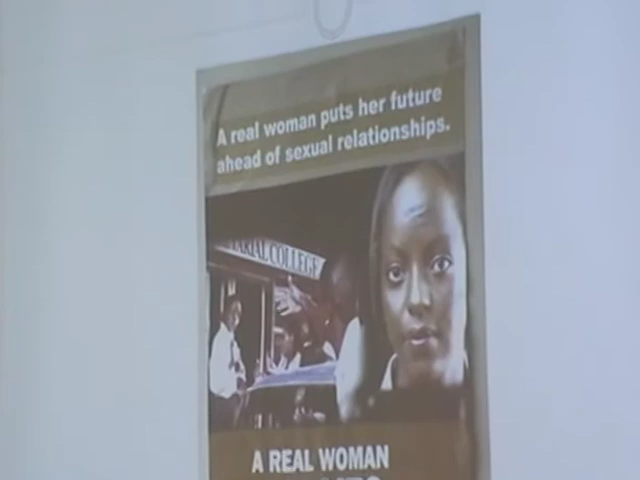 A real woman puts her future
ahead of sexual relationships.
COLLEGE
A REAL WOMAN